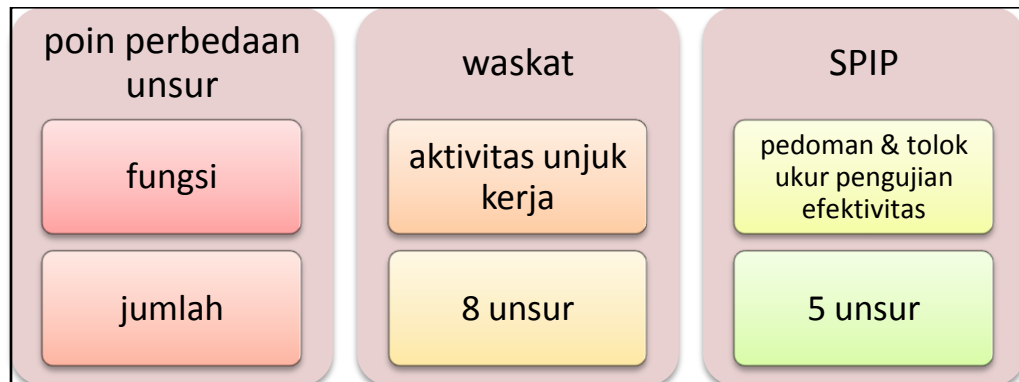 poin perbedaan
unsur
fungsi
jumlah
waskat
aktivitas unjuk
kerja
8 unsur
SPIP
pedoman & tolok
ukur pengujian
efektivitas
5 unsur